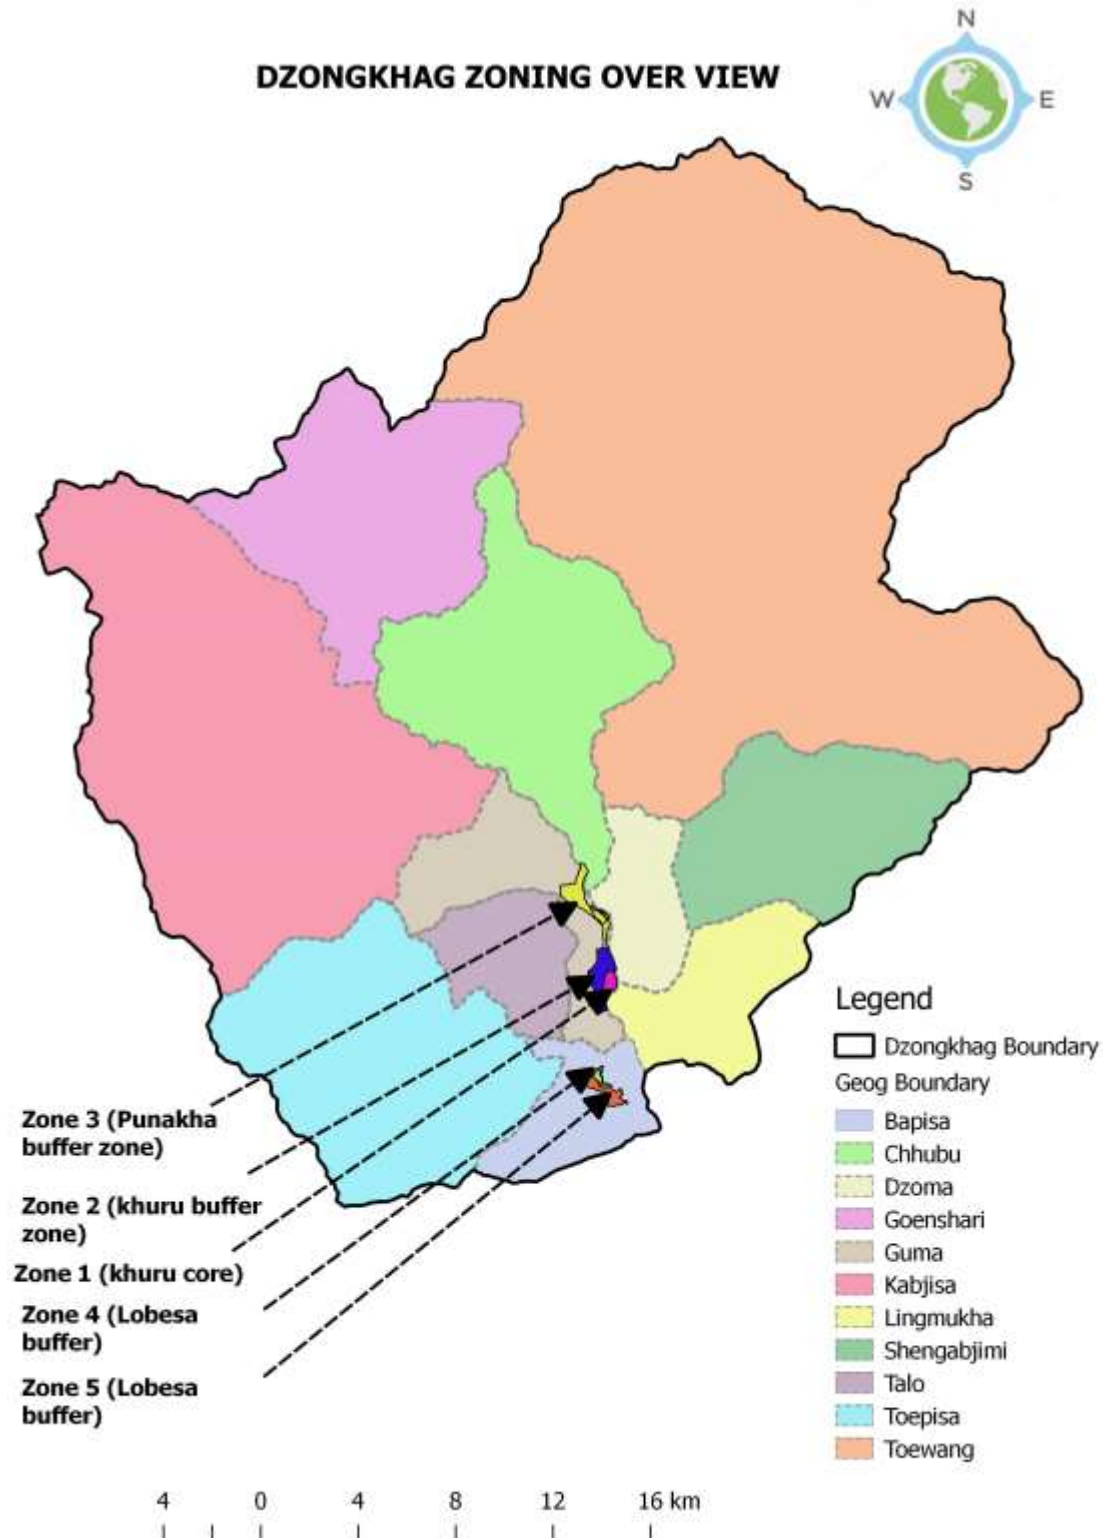 N
DZONGKHAG ZONING OVER VIEW
W
E
S
Legend
Dzongkhag Boundary
Geog Boundary
Bapisa
Chhubu
Dzoma
Goenshari
Guma
Kabjisa
Lingmukha
Shengabjimi
Talo
Toepisa
Toewang
Zone 3 (Punakha
buffer zone)
Zone 2 (khuru buffer
zone)
Zone 1 (khuru core)
Zone 4 (Lobesa
buffer)
Zone 5 (Lobesa
buffer)
4 0 4 8 12 16 km